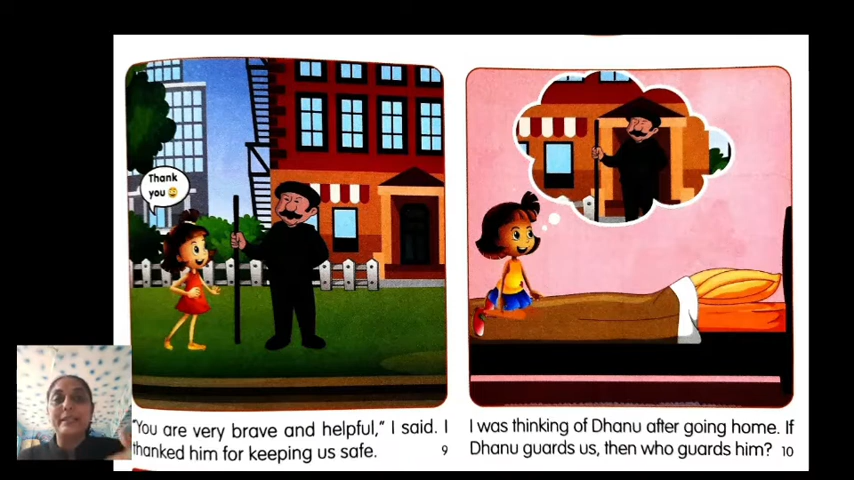 Thank
you
"You are very brave and helpful," I said. I
thanked him for keeping us safe.
9
I was thinking of Dhanu after going home. If
Dhanu guards us, then who guards him?
10